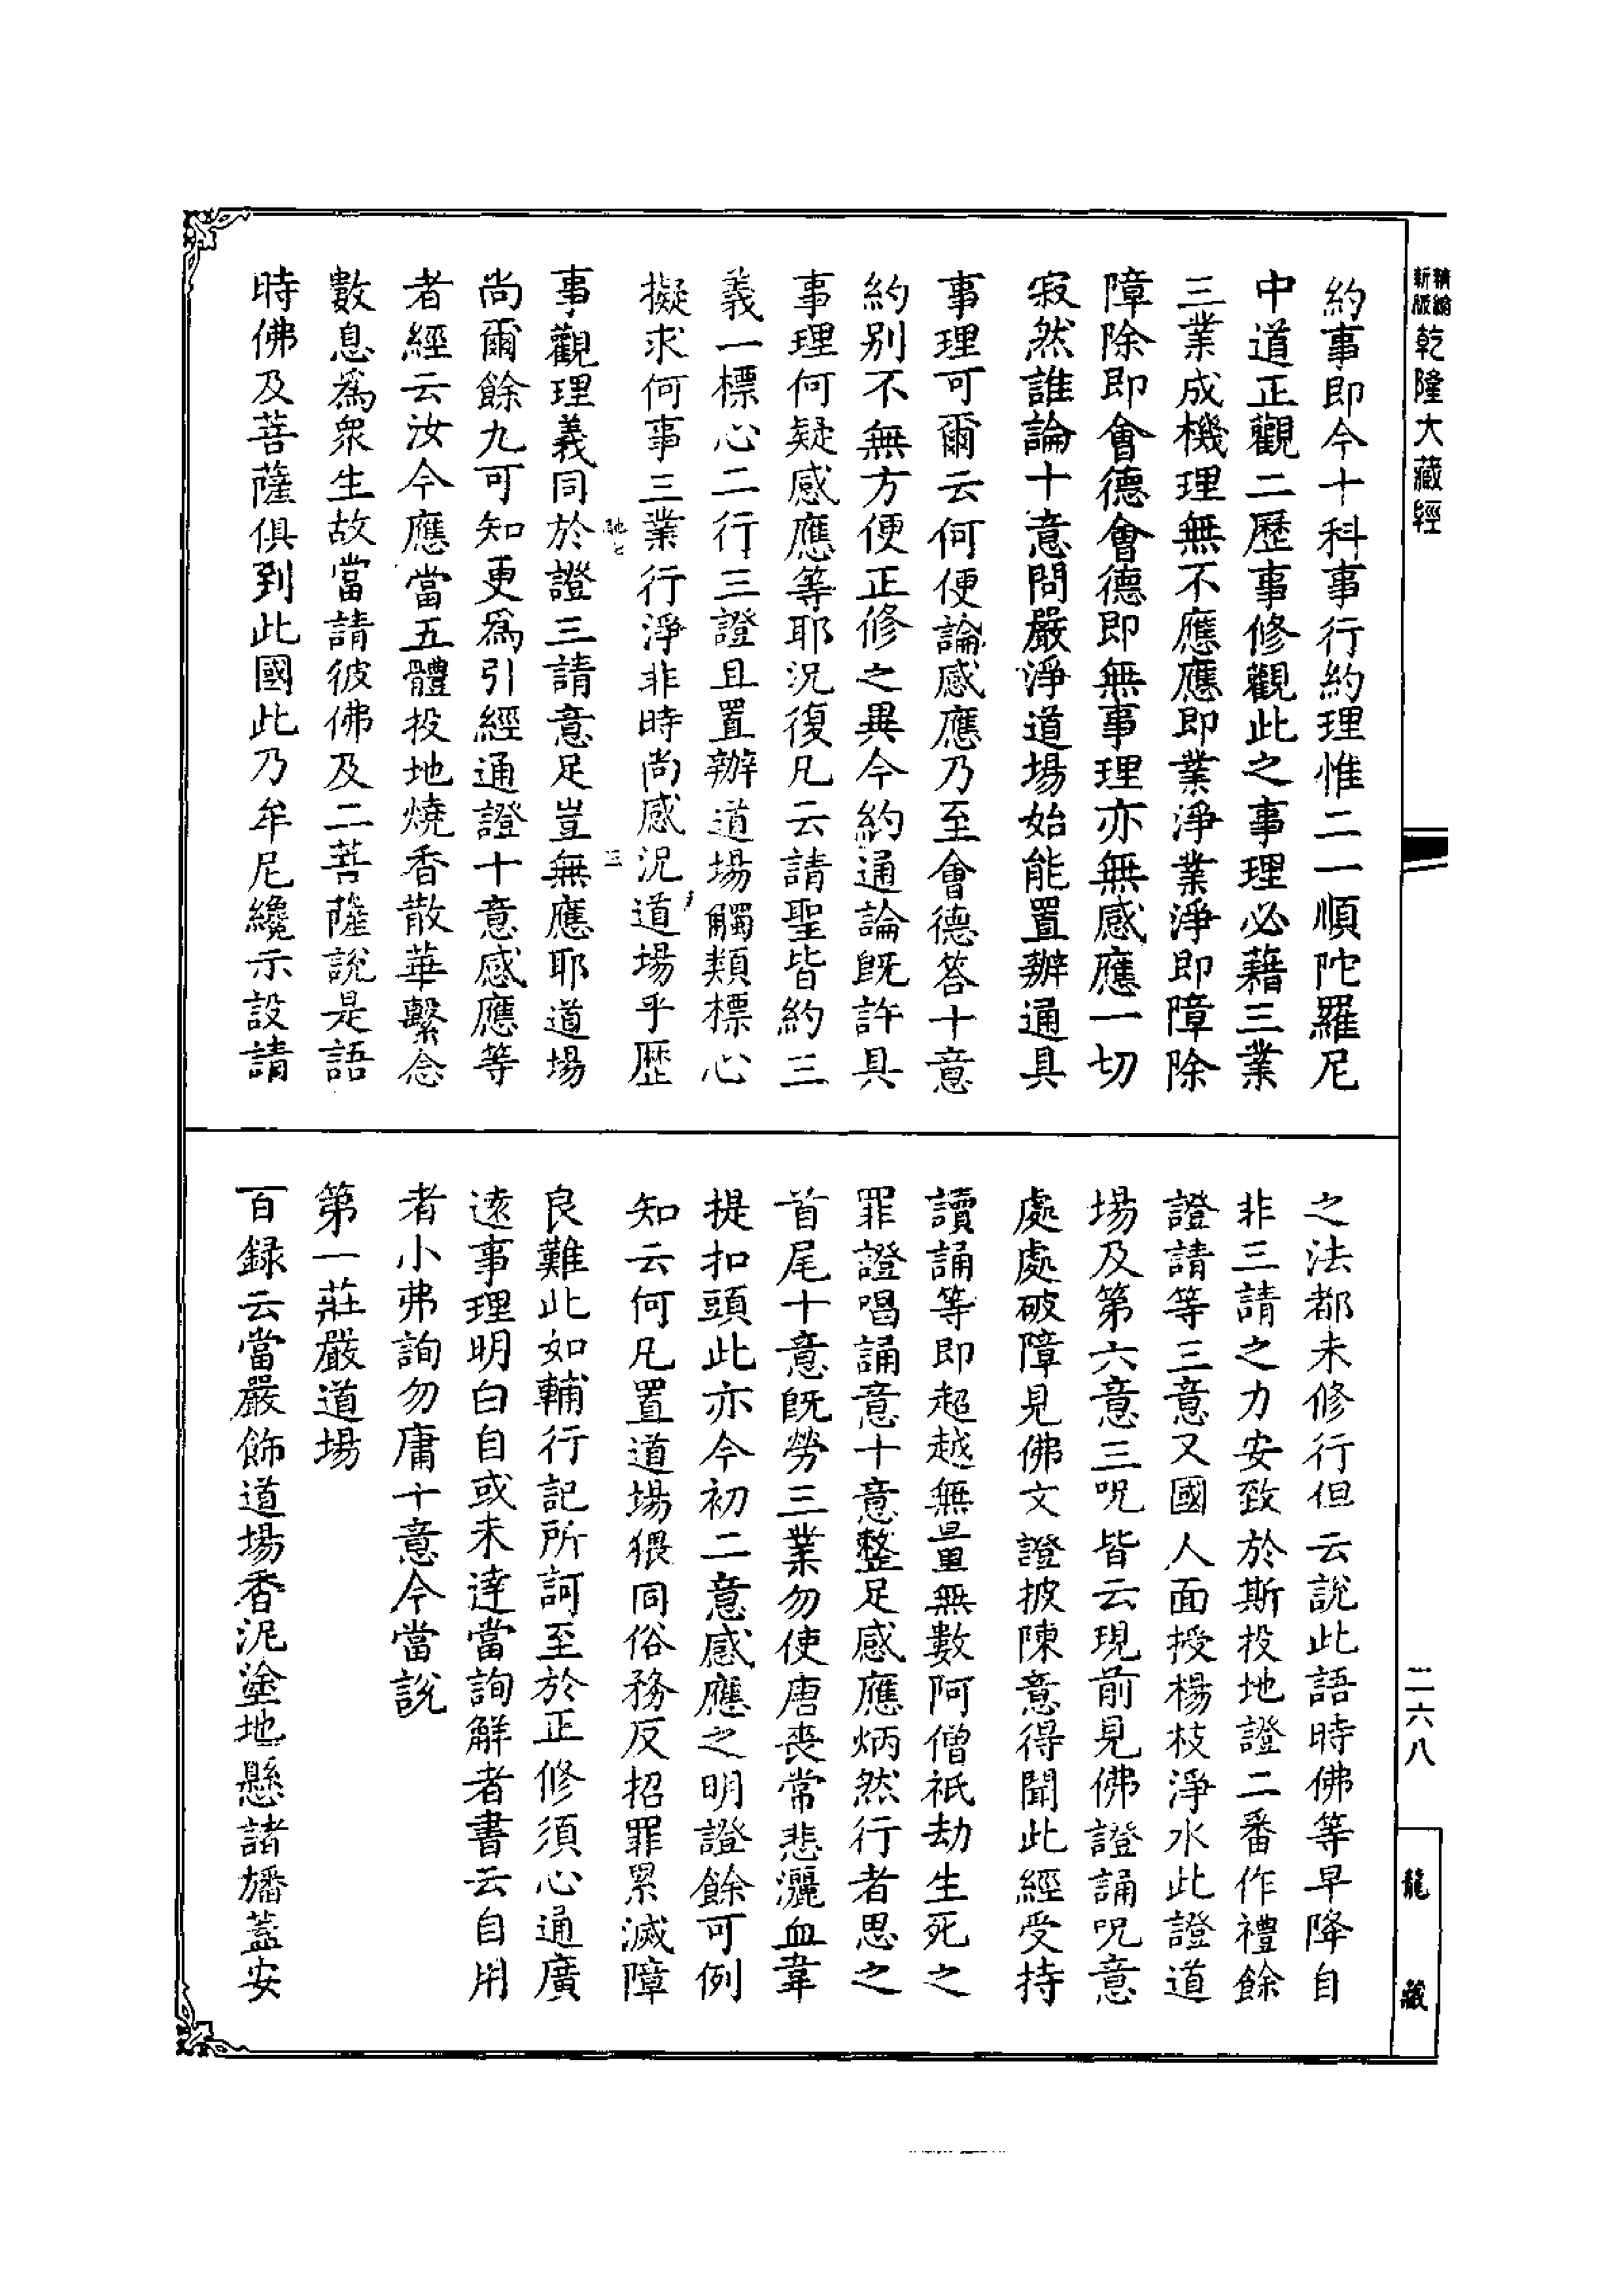 精編
新版
乾隆大藏經
約事即今十科事行約理惟二一順陀羅尼
中道正觀二歷事修觀此之事理必藉三業
三業成機理無不應應即業淨業淨即障除
障除即會德會德即無事理亦無感應一切
寂然誰論十意問嚴淨道場始能置辦通具
事理可爾云何便論感應乃至會德答十意
約別不無方便正修之異今約通論旣許具
事理何疑感應等耶況復凡云請聖皆約三
義一標心二行三證且置辦道場觸類標心
擬求何事三業行淨非時尚感況道場乎歷
事觀理義同於證三請意足豈無應耶道場
尚爾餘九可知更爲引經通證十意感應等
者經云汝今應當五體投地燒香散華繫念
數息爲衆生故當請彼佛及二菩薩說是語
時佛及菩薩俱到此國此乃牟尼纔示設請
之法都未修行但云說此語時佛等早降自
非三請之力安致於斯投地證二番作禮餘
證請等三意又國人面授楊枝淨水此證道
場及第六意三呪皆云現前見佛證誦呪意
處處破障見佛文證披陳意得聞此經受持
讀誦等即超越無量無數阿僧祇劫生死之
罪證唱誦意十意整足感應炳然行者思之
首尾十意旣勞三業勿使唐喪常悲灑血韋
提扣頭此亦今初二意感應之明證餘可例
知云何凡置道場猥同俗務反招罪累滅障
良難此如輔行記所訶至於正修須心通廣
遠事理明白自或未達當詢解者書云自用
者小弗詢勿庸十意今當說
第一莊嚴道場
百録云當嚴飾道場香泥塗地懸諸旛蓋安
二六八
龍藏